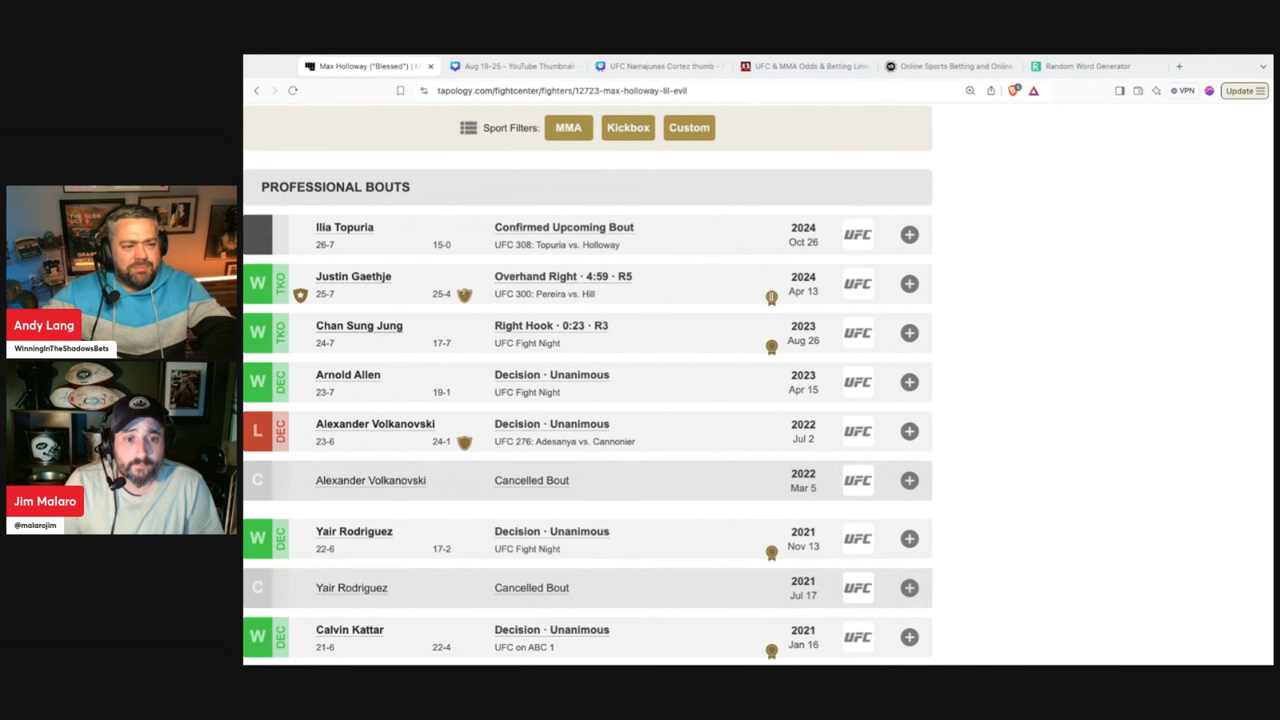 Max Holloway ("Blessed") | M
Aug 19-25 - YouTube Thumbnail
UFC Namajunas Cortez thumb -
UFC & MMA Odds & Betting Line
Online Sports Betting and Online
Random Word Generator
tapology.com/fightcenter/fighters/12723-max-holloway-lil-evil
VPN
Update
Sport Filters: MMA Kickbox Custom
PROFESSIONAL BOUTS
Ilia Topuria Confirmed Upcoming Bout 2024 UFC
26-7 15-0 UFC 308: Topuria vs. Holloway Oct 26
W TKO Justin Gaethje Overhand Right · 4:59 · R5 2024 UFC
25-7 25-4 UFC 300: Pereira vs. Hill Apr 13
W TKO Chan Sung Jung Right Hook · 0:23 · R3 2023 UFC
24-7 17-7 UFC Fight Night Aug 26
W DEC Arnold Allen Decision · Unanimous 2023 UFC
23-7 19-1 UFC Fight Night Apr 15
L DEC Alexander Volkanovski Decision · Unanimous 2022 UFC
23-6 24-1 UFC 276: Adesanya vs. Cannonier Jul 2
C Alexander Volkanovski Cancelled Bout 2022 Mar 5 UFC
W DEC Yair Rodriguez Decision · Unanimous 2021 UFC
22-6 17-2 UFC Fight Night Nov 13
C Yair Rodriguez Cancelled Bout 2021 Jul 17 UFC
W DEC Calvin Kattar Decision · Unanimous 2021 UFC
21-6 22-4 UFC on ABC 1 Jan 16
Andy Lang
WinningInTheShadowsBets
Jim Malaro
@malarojim